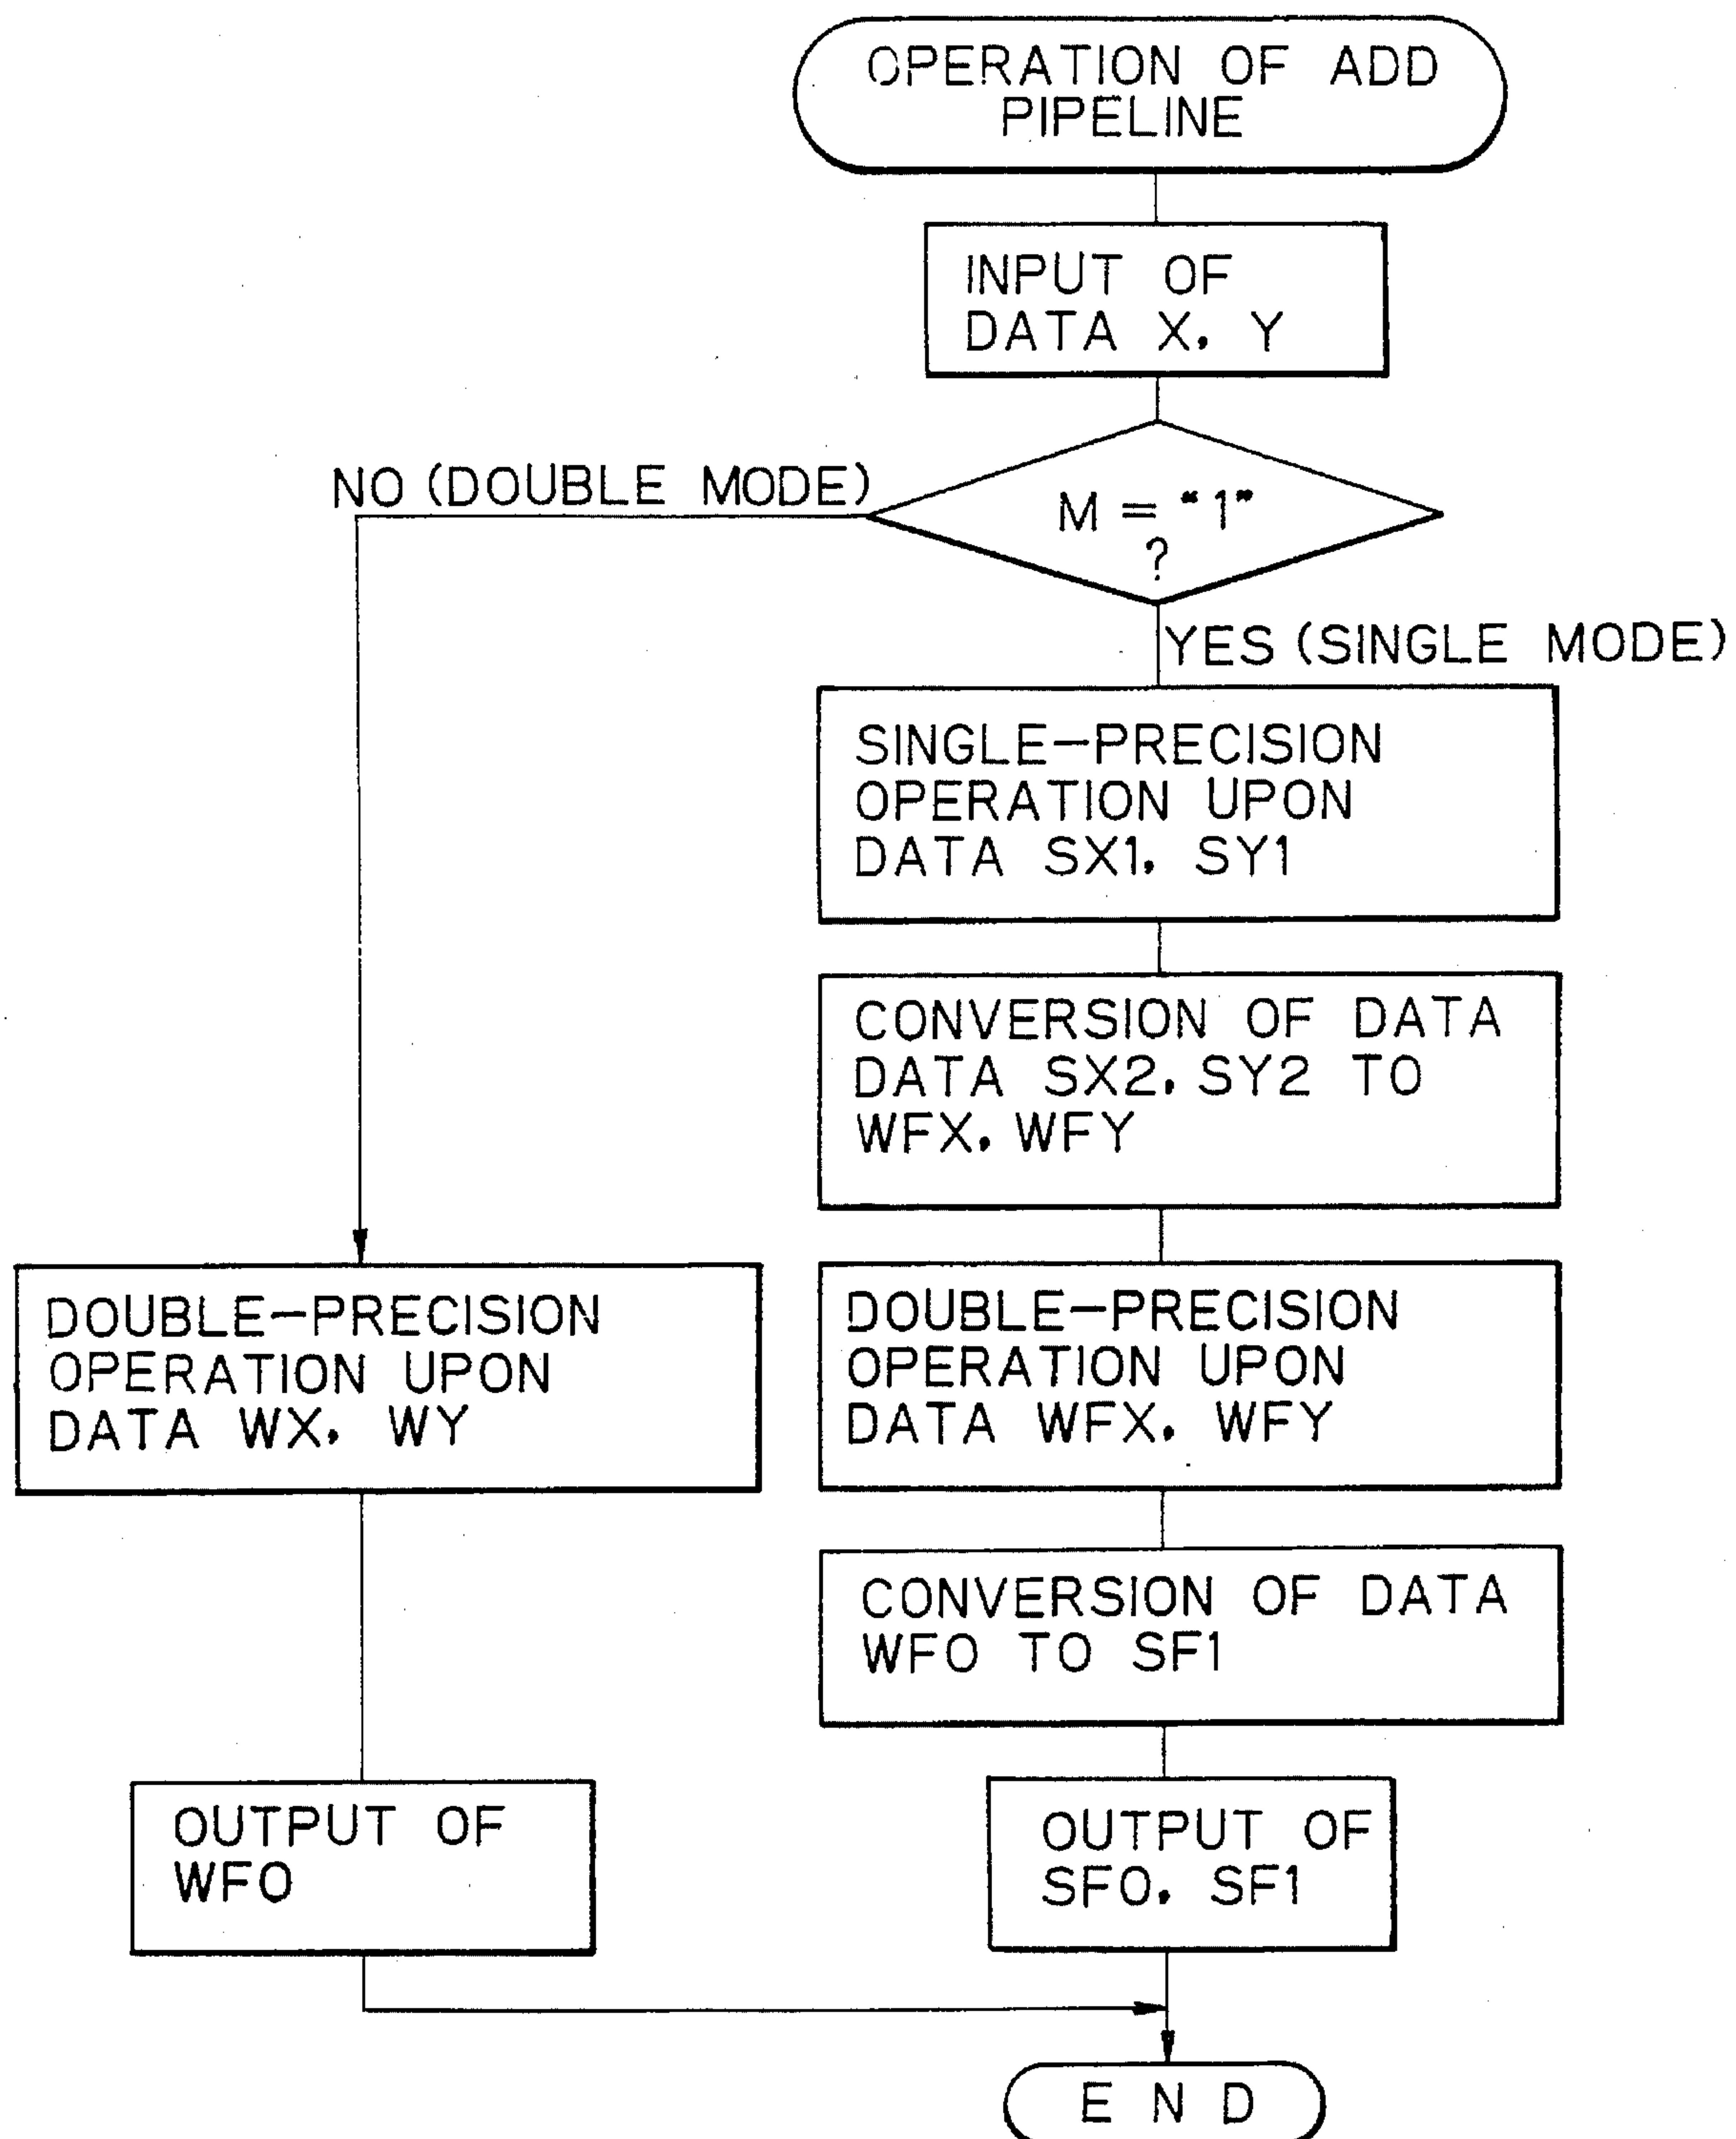 OPERATION OF ADD
PIPELINE
INPUT OF
DATA X, Y
NO (DOUBLE MODE)
M = "1"
?
YES (SINGLE MODE)
SINGLE-PRECISION
OPERATION UPON
DATA SX1, SY1
CONVERSION OF DATA
DATA SX2, SY2 TO
WFX, WFY
DOUBLE-PRECISION
OPERATION UPON
DATA WX, WY
DOUBLE-PRECISION
OPERATION UPON
DATA WFX, WFY
CONVERSION OF DATA
WFO TO SF1
OUTPUT OF
WFO
OUTPUT OF
SFO, SF1
END